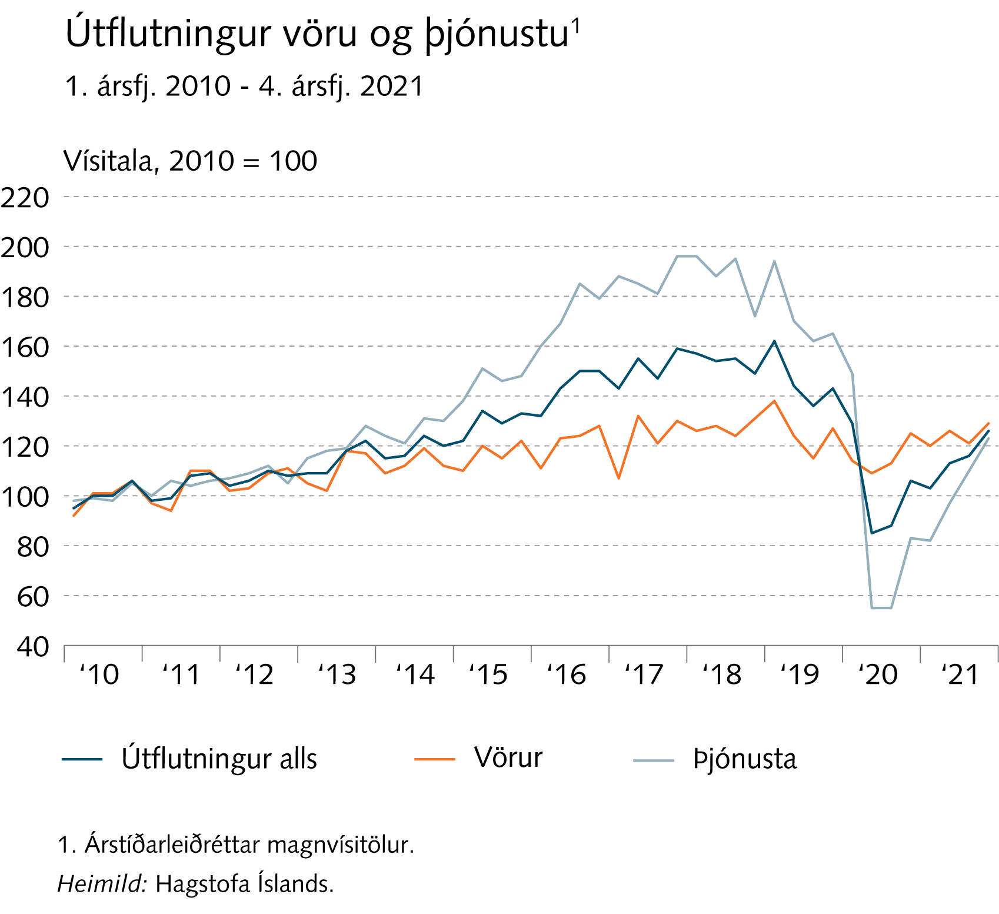 Útflutningur vöru og þjónustu¹
1. ársfj. 2010 - 4. ársfj. 2021
Vísitala, 2010 = 100
220
200
180
160
140
120
100
80
60
40
‘10 ‘11 ‘12 ‘13 ‘14 ‘15 ‘16 ‘17 ‘18 ‘19 ‘20 ‘21
Útflutningur alls Vörur Þjónusta
1. Árstíðarleiðréttar magnvísitölur.
Heimild: Hagstofa Íslands.